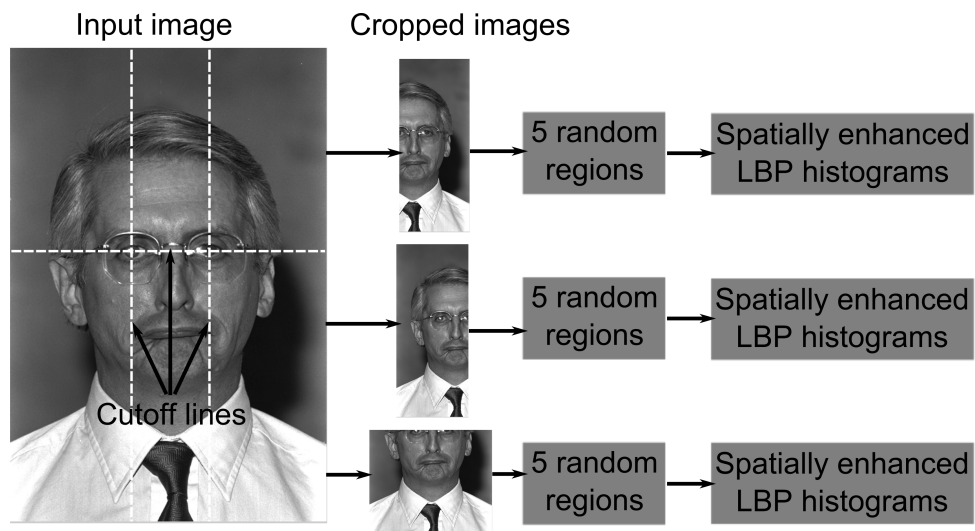 Input image
Cropped images
5 random
regions
Spatially enhanced
LBP histograms
5 random
regions
Spatially enhanced
LBP histograms
Cutoff lines
5 random
regions
Spatially enhanced
LBP histograms